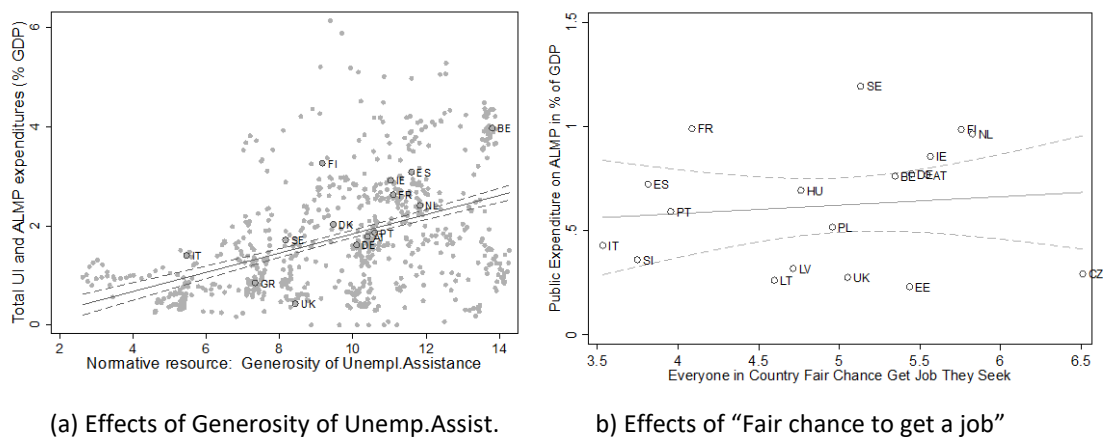 Total UI and ALMP expenditures (% GDP)
6
4
2
0
BE
FI
ES
IE
FR
NL
DK
PT
SE
DE
IT
GR
UK
2 4 6 8 10 12 14
Normative resource: Generosity of Unempl.Assistance
(a) Effects of Generosity of Unemp.Assist.
Public Expenditure on ALMP in % of GDP
1.5
1
.5
0
SE
FR
FI
NL
IE
BE
AT
ES
HU
PT
PL
IT
SI
LV
LT
UK
EE
CZ
3.5 4 4.5 5 5.5 6 6.5
Everyone in Country Fair Chance Get Job They Seek
b) Effects of “Fair chance to get a job”